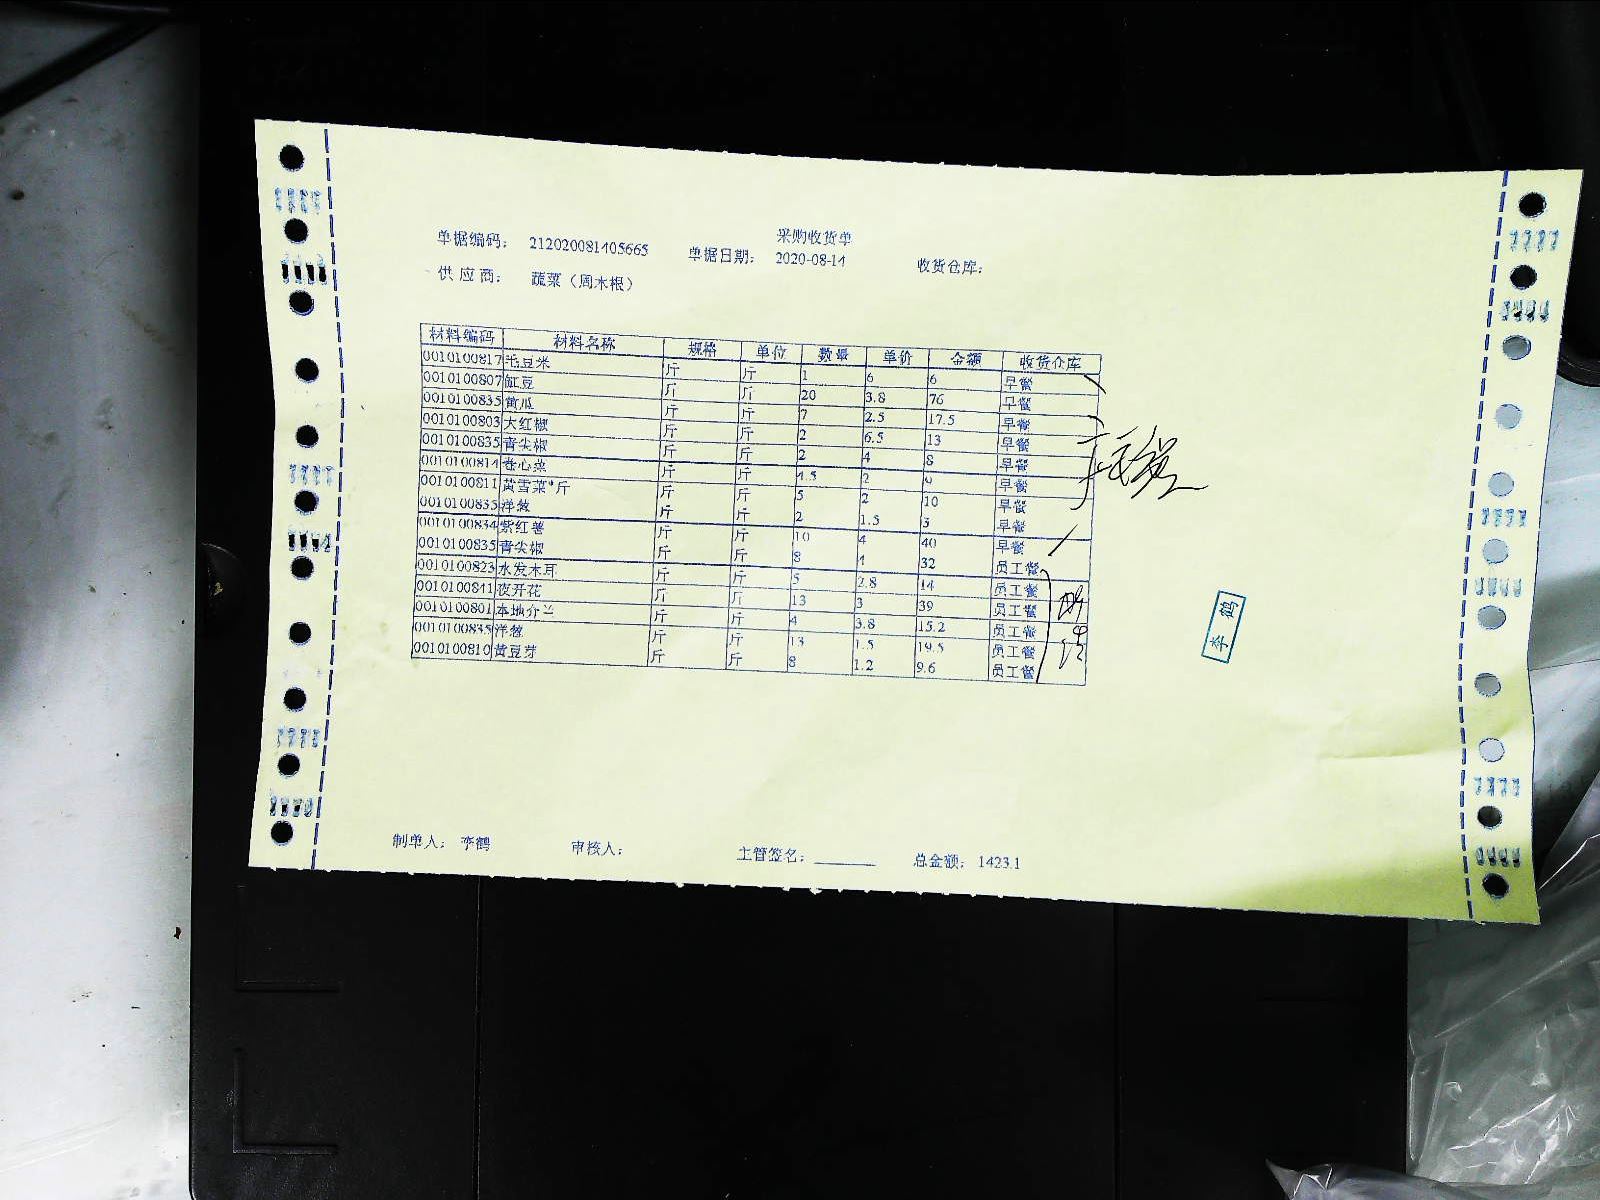 采购收货单
单据编码： 212020081405665 单据日期： 2020-08-14 收货仓库：
供应商： 蔬菜（周木根）
材料编码 材料名称 规格 单位 数量 单价 金额 收货仓库
0010100817 毛豆米 斤 斤 1 6 6 早餐
0010100807 缸豆 斤 斤 20 3.8 76 早餐
0010100835 黄瓜 斤 斤 7 2.5 17.5 早餐
0010100803 大红椒 斤 斤 2 6.5 13 早餐
0010100835 青尖椒 斤 斤 2 4 8 早餐
0010100814 卷心菜 斤 斤 4.5 2 9 早餐
0010100811 黄雪菜*斤 斤 斤 5 2 10 早餐
0010100835 洋葱 斤 斤 2 1.5 3 早餐
0010100834 紫红薯 斤 斤 10 4 40 早餐
0010100835 青尖椒 斤 斤 8 4 32 员工餐
0010100823 水发木耳 斤 斤 5 2.8 14 员工餐
0010100841 夜开花 斤 斤 13 3 39 员工餐
0010100801 本地芥兰 斤 斤 4 3.8 15.2 员工餐
0010100835 洋葱 斤 斤 13 1.5 19.5 员工餐
0010100810 黄豆芽 斤 斤 8 1.2 9.6 员工餐
李鹤
制单人： 李鹤 审核人： 主管签名： 总金额： 1423.1